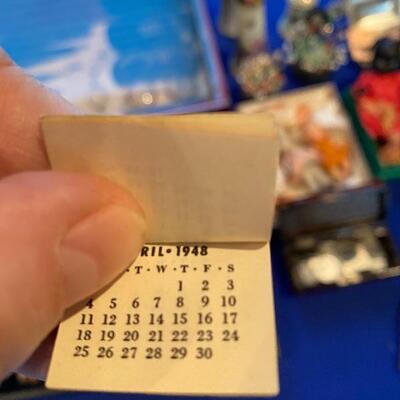 RIL • 1948
T • W • T • F • S
1 2 3
4 5 6 7 8 9 10
11 12 13 14 15 16 17
18 19 20 21 22 23 24
25 26 27 28 29 30